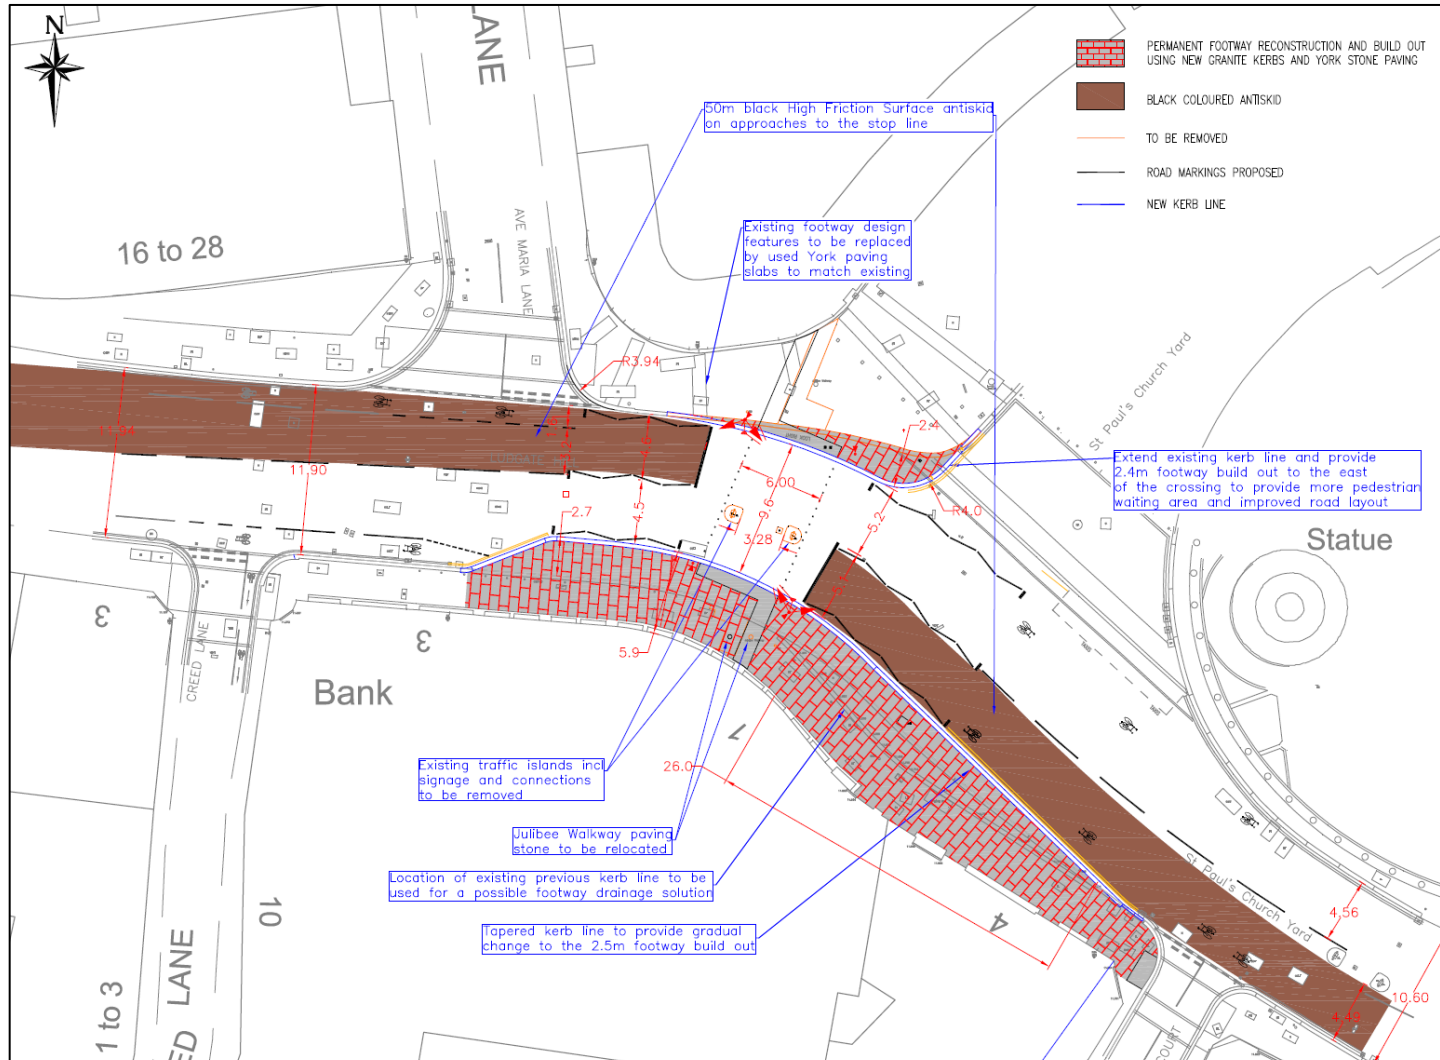 N
LANE
PERMANENT FOOTWAY RECONSTRUCTION AND BUILD OUT
USING NEW GRANITE KERBS AND YORK STONE PAVING
BLACK COLOURED ANTISKID
TO BE REMOVED
ROAD MARKINGS PROPOSED
NEW KERB LINE
50m black High Friction Surface antiskid
on approaches to the stop line
16 to 28
AVE MARIA LANE
Existing footway design
features to be replaced
by used York paving
slabs to match existing
St Paul's Church Yard
R3.94
2.4
11.90
6.00
9.6
4.5
2.7
3.28
5.2
R4.0
Extend existing kerb line and provide
2.4m footway build out to the east
of the crossing to provide more pedestrian
waiting area and improved road layout
Statue
3
3
CREED LANE
5.9
Bank
7
26.0
Existing traffic islands incl
signage and connections
to be removed
Julibee Walkway paving
stone to be relocated
Location of existing previous kerb line to be
used for a possible footway drainage solution
Tapered kerb line to provide gradual
change to the 2.5m footway build out
St Paul's Church Yard
4.56
10
4
4.49
10.60
1 to 3
CREED LANE
COURT